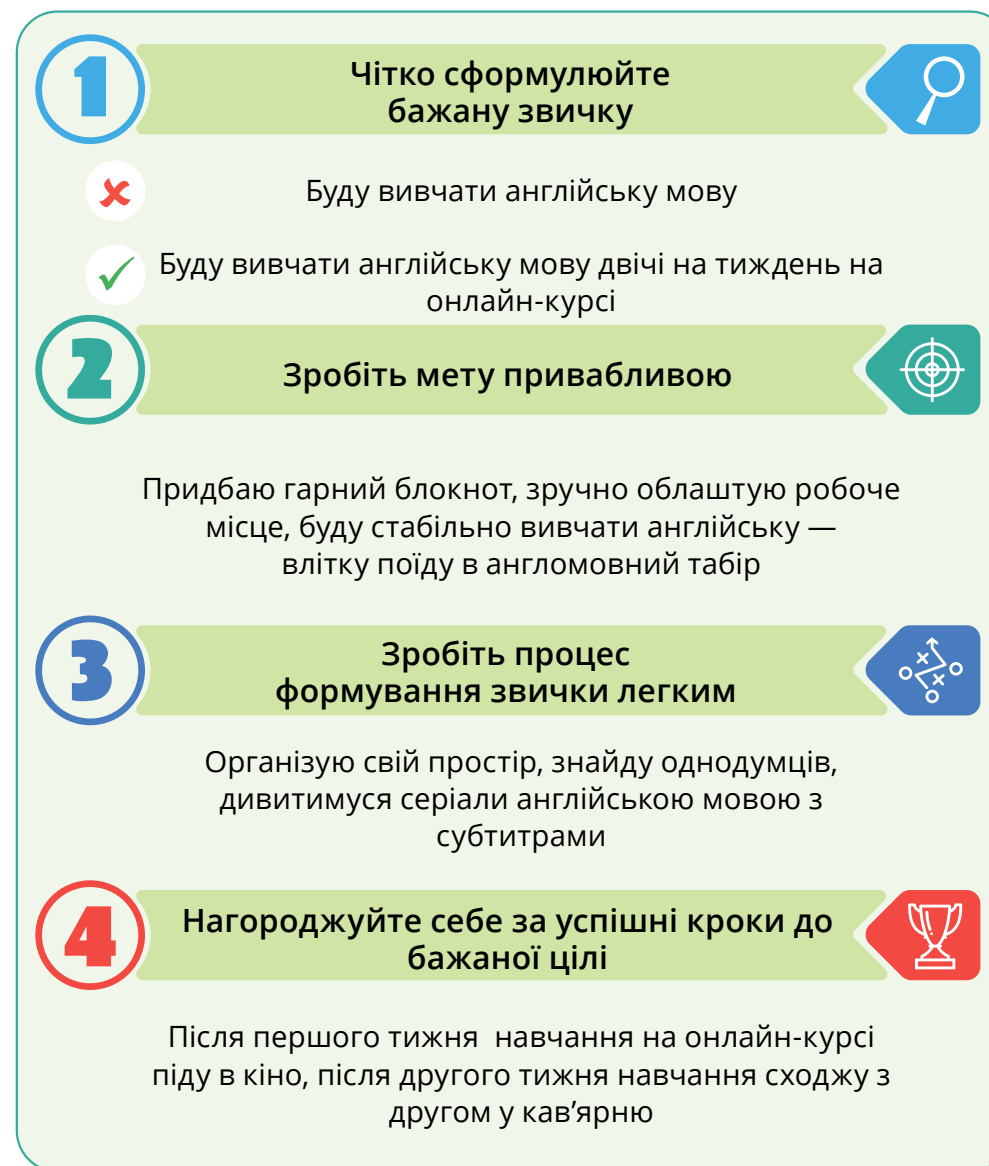 1
Чітко сформулюйте
бажану звичку
Буду вивчати англійську мову
Буду вивчати англійську мову двічі на тиждень на
онлайн-курсі
2
Зробіть мету привабливою
Придбаю гарний блокнот, зручно облаштую робоче
місце, буду стабільно вивчати англійську —
влітку поїду в англомовний табір
3
Зробіть процес
формування звички легким
Організую свій простір, знайду однодумців,
дивитимуся серіали англійською мовою з
субтитрами
4
Нагороджуйте себе за успішні кроки до
бажаної цілі
Після першого тижня  навчання на онлайн-курсі
піду в кіно, після другого тижня навчання сходжу з
другом у кав’ярню